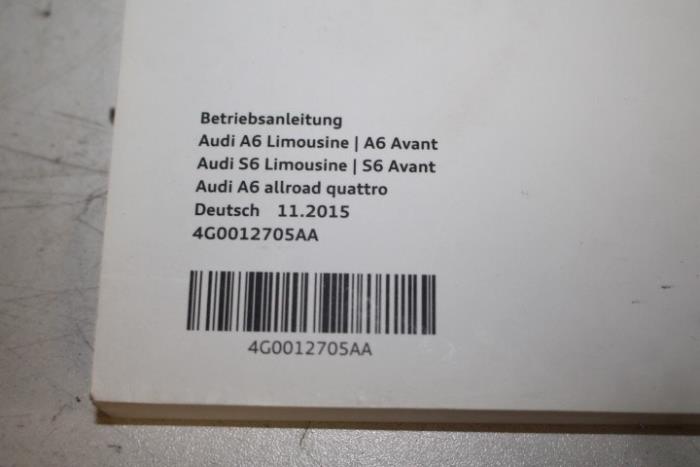 Betriebsanleitung
Audi A6 Limousine | A6 Avant
Audi S6 Limousine | S6 Avant
Audi A6 allroad quattro
Deutsch 11.2015
4G0012705AA
4G0012705AA